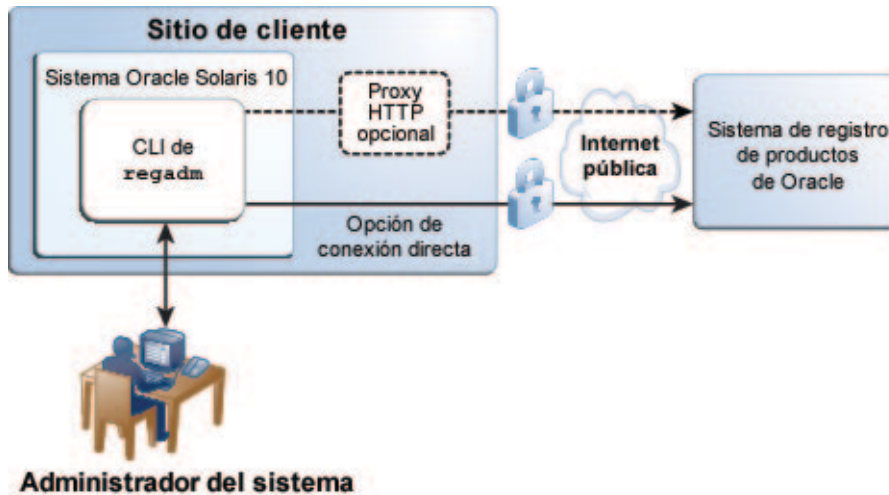 Sitio de cliente
Sistema Oracle Solaris 10
CLI de
regadm
Proxy
HTTP
opcional
Opción de
conexión directa
Internet
pública
Sistema de registro
de productos
de Oracle
Administrador del sistema